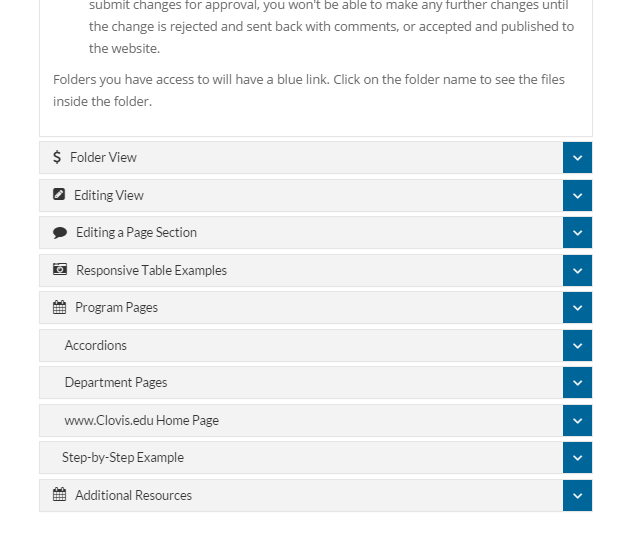 submit changes for approval, you won't be able to make any further changes until
the change is rejected and sent back with comments, or accepted and published to
the website.
Folders you have access to will have a blue link. Click on the folder name to see the files
inside the folder.
$ Folder View
Editing View
Editing a Page Section
Responsive Table Examples
Program Pages
Accordions
Department Pages
www.Clovis.edu Home Page
Step-by-Step Example
Additional Resources